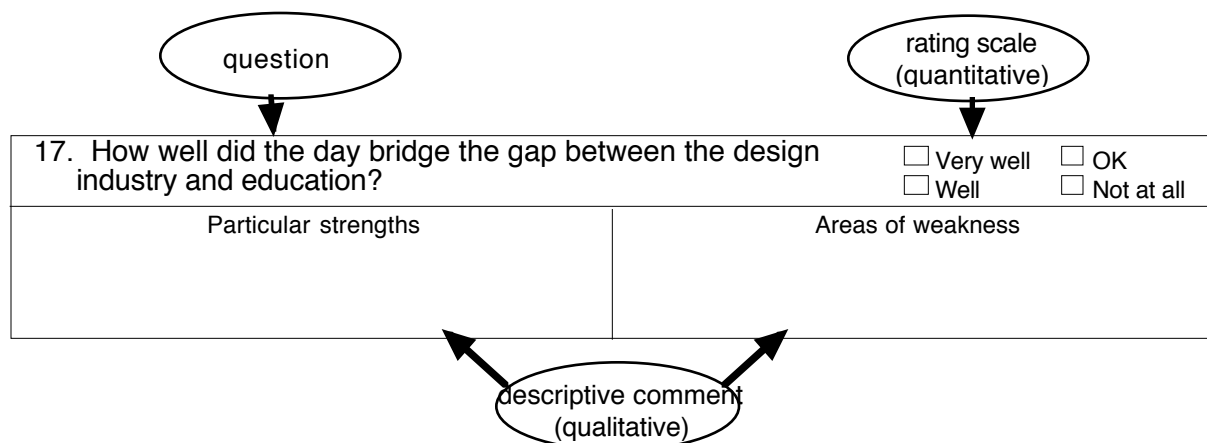 question
rating scale
(quantitative)
17. How well did the day bridge the gap between the design
industry and education?
Very well
OK
Well
Not at all
Particular strengths
Areas of weakness
descriptive comment
(qualitative)